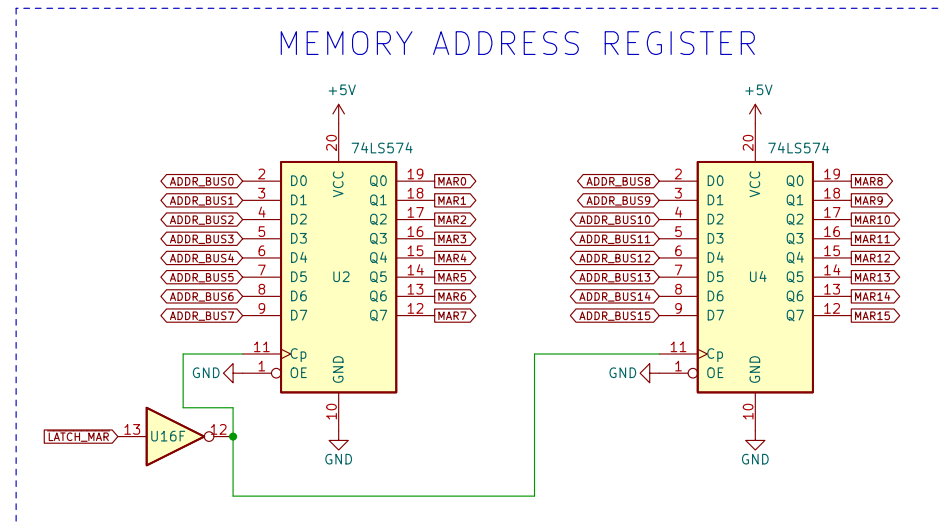 MEMORY ADDRESS REGISTER
+5V +5V
20 20
74LS574 74LS574
VCC VCC
ADDR_BUS0 2 D0 Q0 19 MAR0 ADDR_BUS8 2 D0 Q0 19 MAR8
ADDR_BUS1 3 D1 Q1 18 MAR1 ADDR_BUS9 3 D1 Q1 18 MAR9
ADDR_BUS2 4 D2 Q2 17 MAR2 ADDR_BUS10 4 D2 Q2 17 MAR10
ADDR_BUS3 5 D3 Q3 16 MAR3 ADDR_BUS11 5 D3 Q3 16 MAR11
ADDR_BUS4 6 D4 Q4 15 MAR4 ADDR_BUS12 6 D4 Q4 15 MAR12
ADDR_BUS5 7 D5 U2 Q5 14 MAR5 ADDR_BUS13 7 D5 U4 Q5 14 MAR13
ADDR_BUS6 8 D6 Q6 13 MAR6 ADDR_BUS14 8 D6 Q6 13 MAR14
ADDR_BUS7 9 D7 Q7 12 MAR7 ADDR_BUS15 9 D7 Q7 12 MAR15
11 Cp 11 Cp
GND 1 OE GND GND 1 OE GND
10 10
LATCH_MAR 13 U16F 12
GND GND